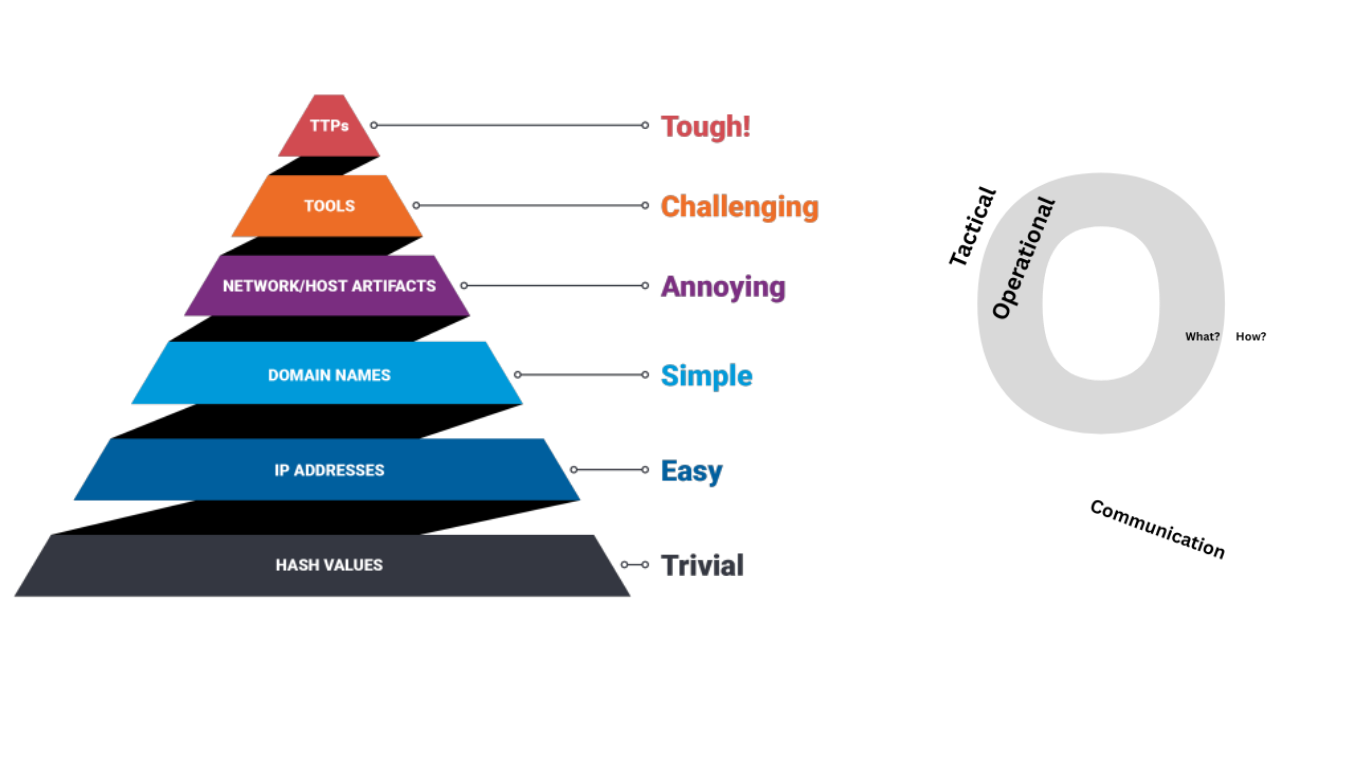 TTPs
Tough!
TOOLS
Challenging
NETWORK/HOST ARTIFACTS
Annoying
DOMAIN NAMES
Simple
IP ADDRESSES
Easy
HASH VALUES
Trivial
Tactical
Operational
O
What? How?
Communication